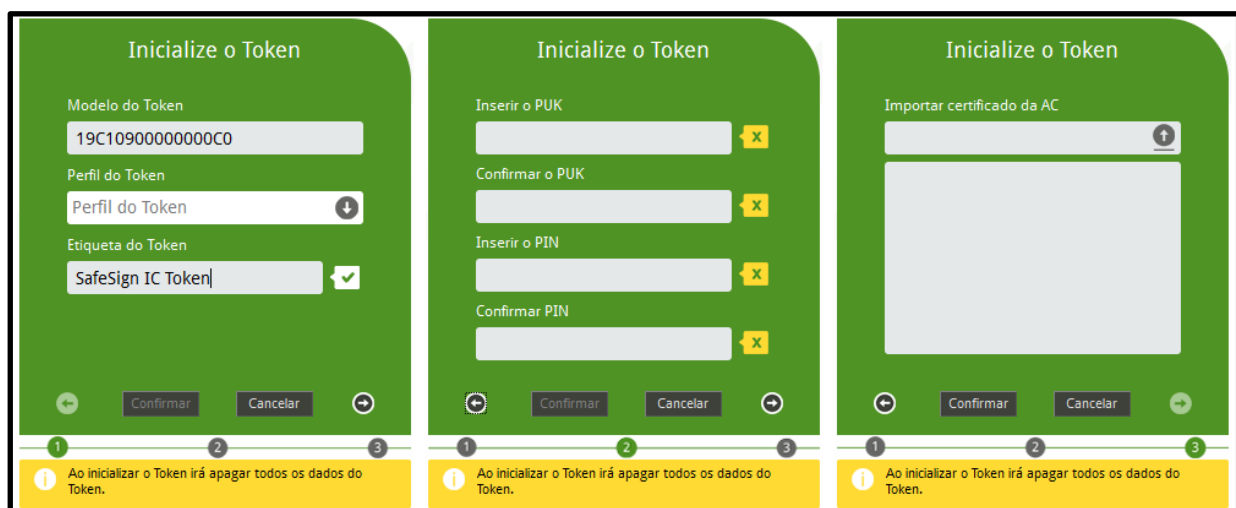 Inicialize o Token
Modelo do Token
19C10900000000C0
Perfil do Token
Perfil do Token
Etiqueta do Token
SafeSign IC Token
Confirmar
Cancelar
1
2
3
Ao inicializar o Token irá apagar todos os dados do
Token.
Inicialize o Token
Inserir o PUK
X
Confirmar o PUK
X
Inserir o PIN
X
Confirmar PIN
X
Confirmar
Cancelar
1
2
3
Ao inicializar o Token irá apagar todos os dados do
Token.
Inicialize o Token
Importar certificado da AC
Confirmar
Cancelar
1
2
3
Ao inicializar o Token irá apagar todos os dados do
Token.